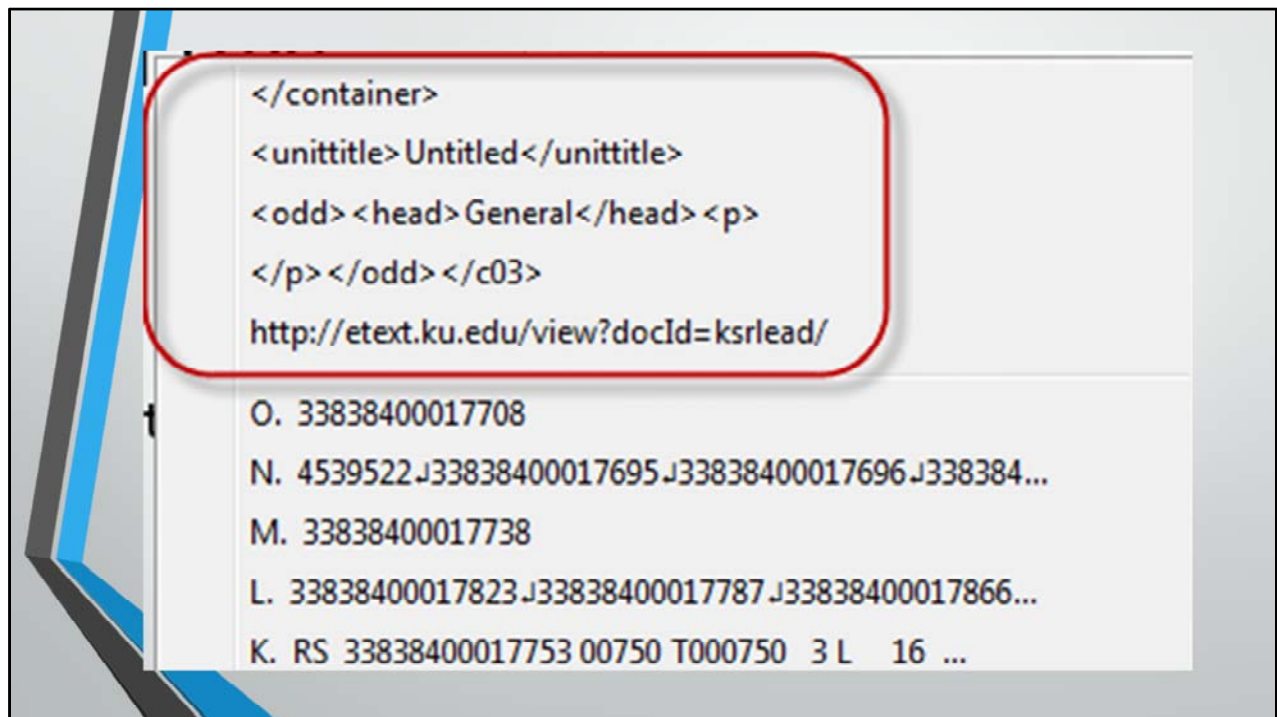 </container>
<unittitle>Untitled</unittitle>
<odd><head>General</head><p>
</p></odd></c03>
http://etext.ku.edu/view?docId=ksrlead/
O. 33838400017708
N. 4539522↲33838400017695↲33838400017696↲338384...
M. 33838400017738
L. 33838400017823↲33838400017787↲33838400017866...
K. RS 33838400017753 00750 T000750 3 L 16 ...